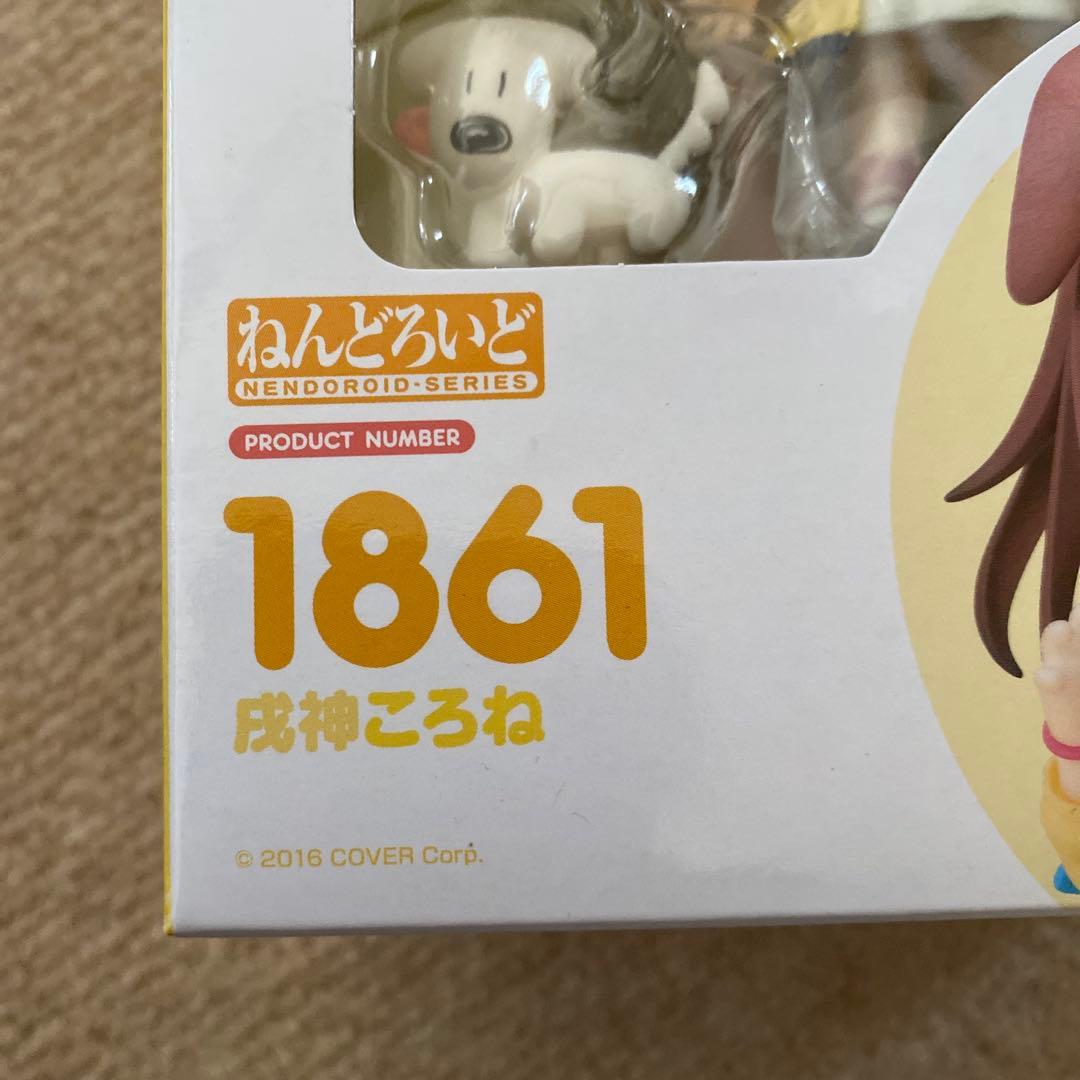 ねんどろいど
NENDOROID·SERIES
PRODUCT NUMBER
1861
戌神ころね
© 2016 COVER Corp.